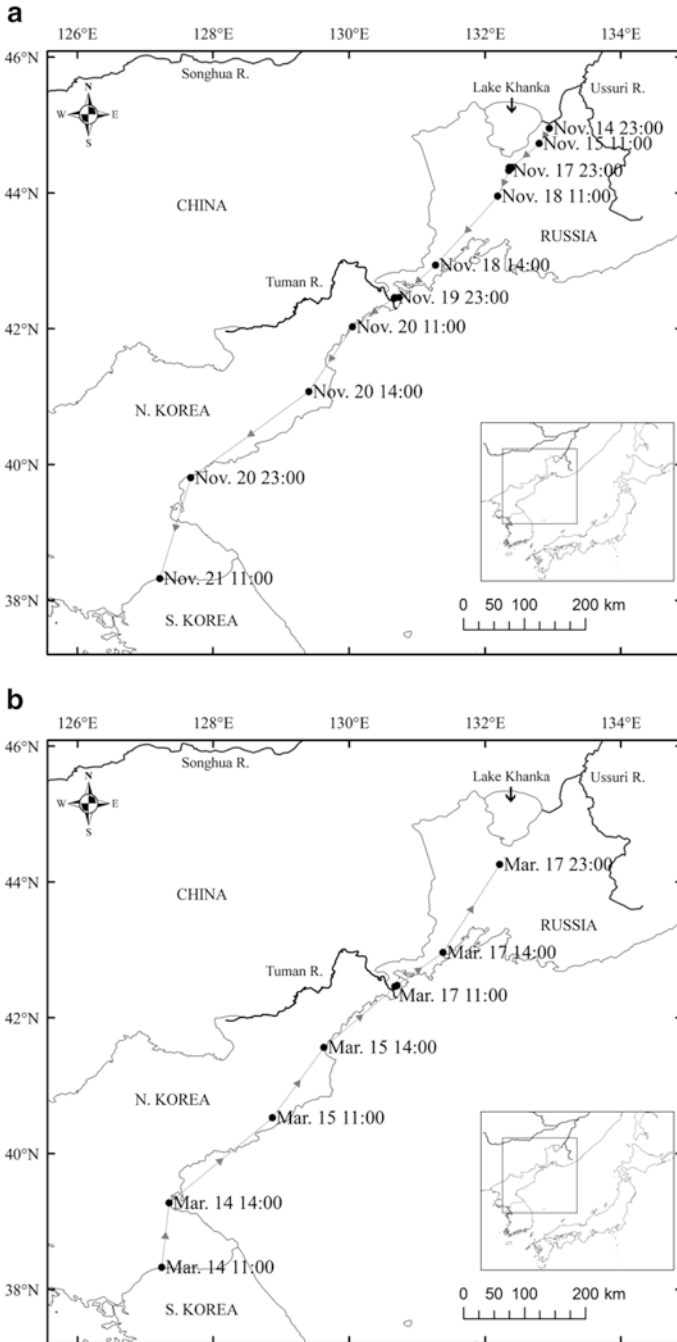 a
126°E 128°E 130°E 132°E 134°E
46°N
Songhua R.
Lake Khanka
Ussuri R.
N
W E
S
Nov. 14 23:00
Nov. 15 11:00
44°N
Nov. 17 23:00
CHINA
Nov. 18 11:00
RUSSIA
Nov. 18 14:00
Tuman R.
Nov. 19 23:00
42°N
Nov. 20 11:00
Nov. 20 14:00
N. KOREA
40°N
Nov. 20 23:00
Nov. 21 11:00
38°N
S. KOREA
0 50 100 200 km
b
126°E 128°E 130°E 132°E 134°E
46°N
Songhua R.
Lake Khanka
Ussuri R.
N
W E
S
44°N
Mar. 17 23:00
CHINA
RUSSIA
Mar. 17 14:00
Tuman R.
Mar. 17 11:00
42°N
Mar. 15 14:00
N. KOREA
Mar. 15 11:00
40°N
Mar. 14 14:00
Mar. 14 11:00
38°N
S. KOREA
0 50 100 200 km